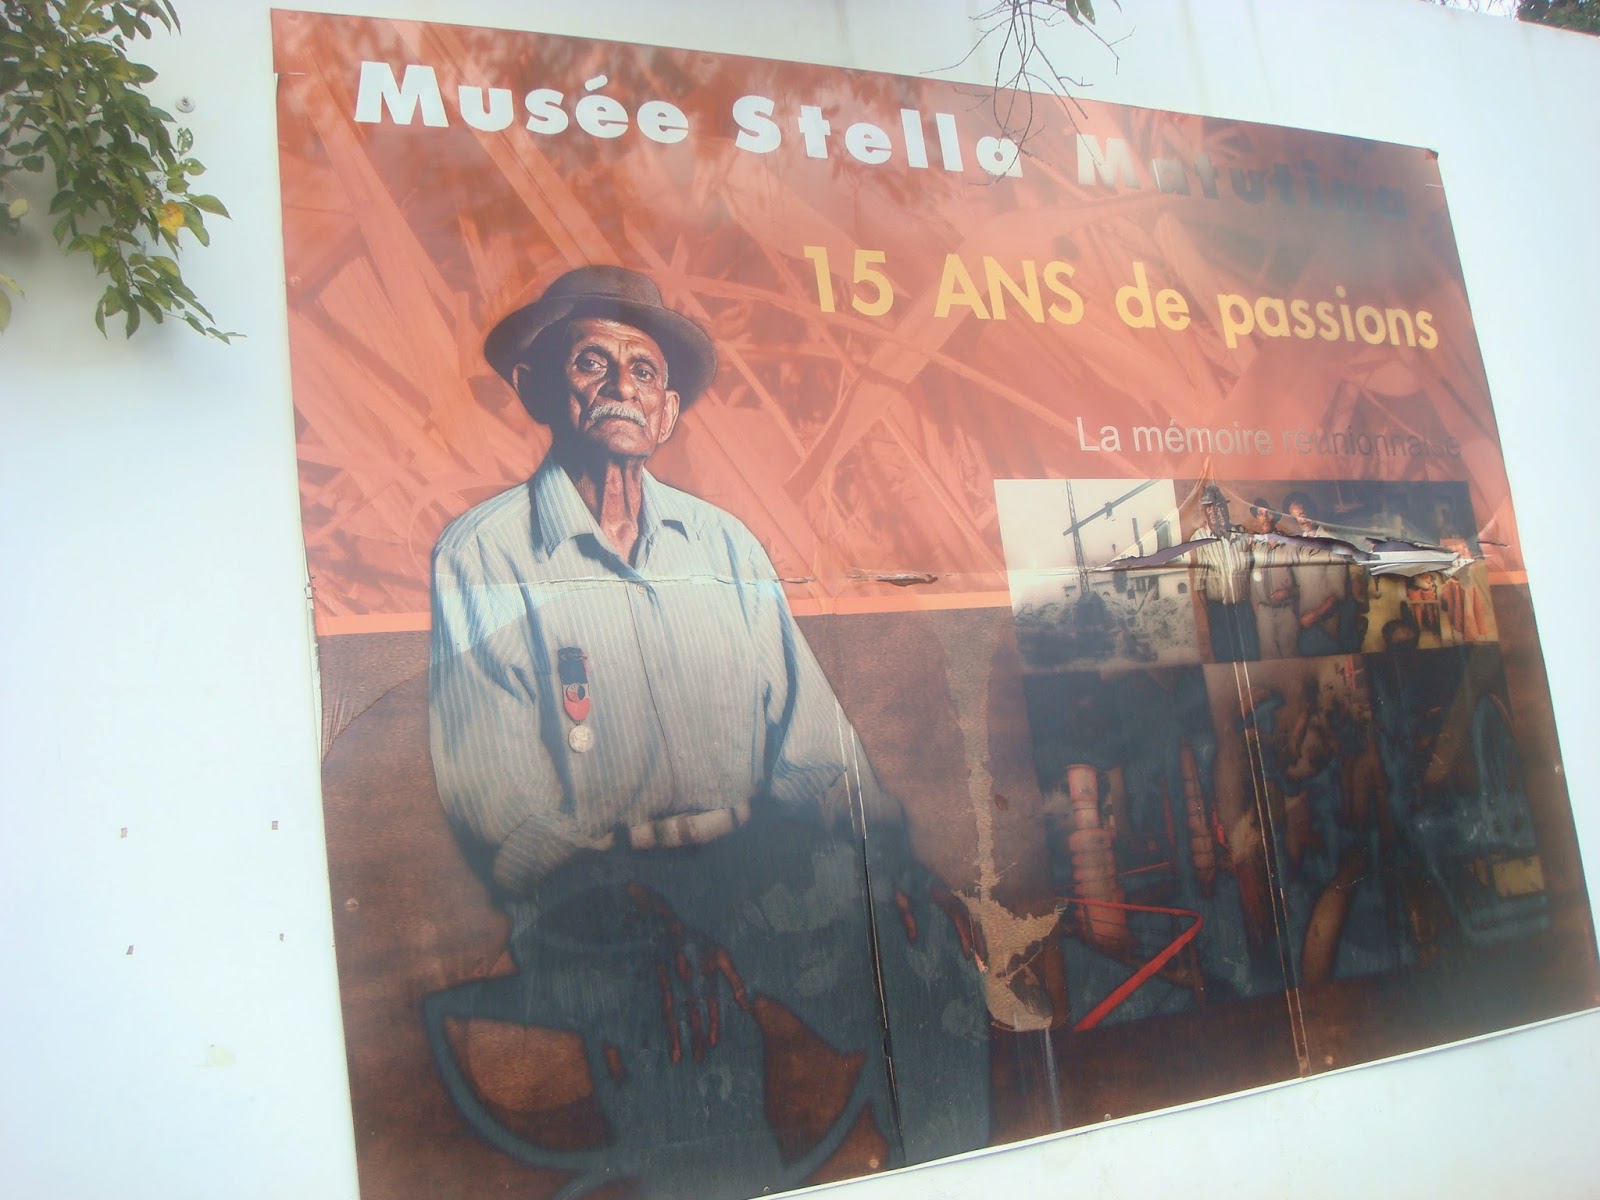 Musée Stella Matutina
15 ANS de passions
La mémoire réunionnaise